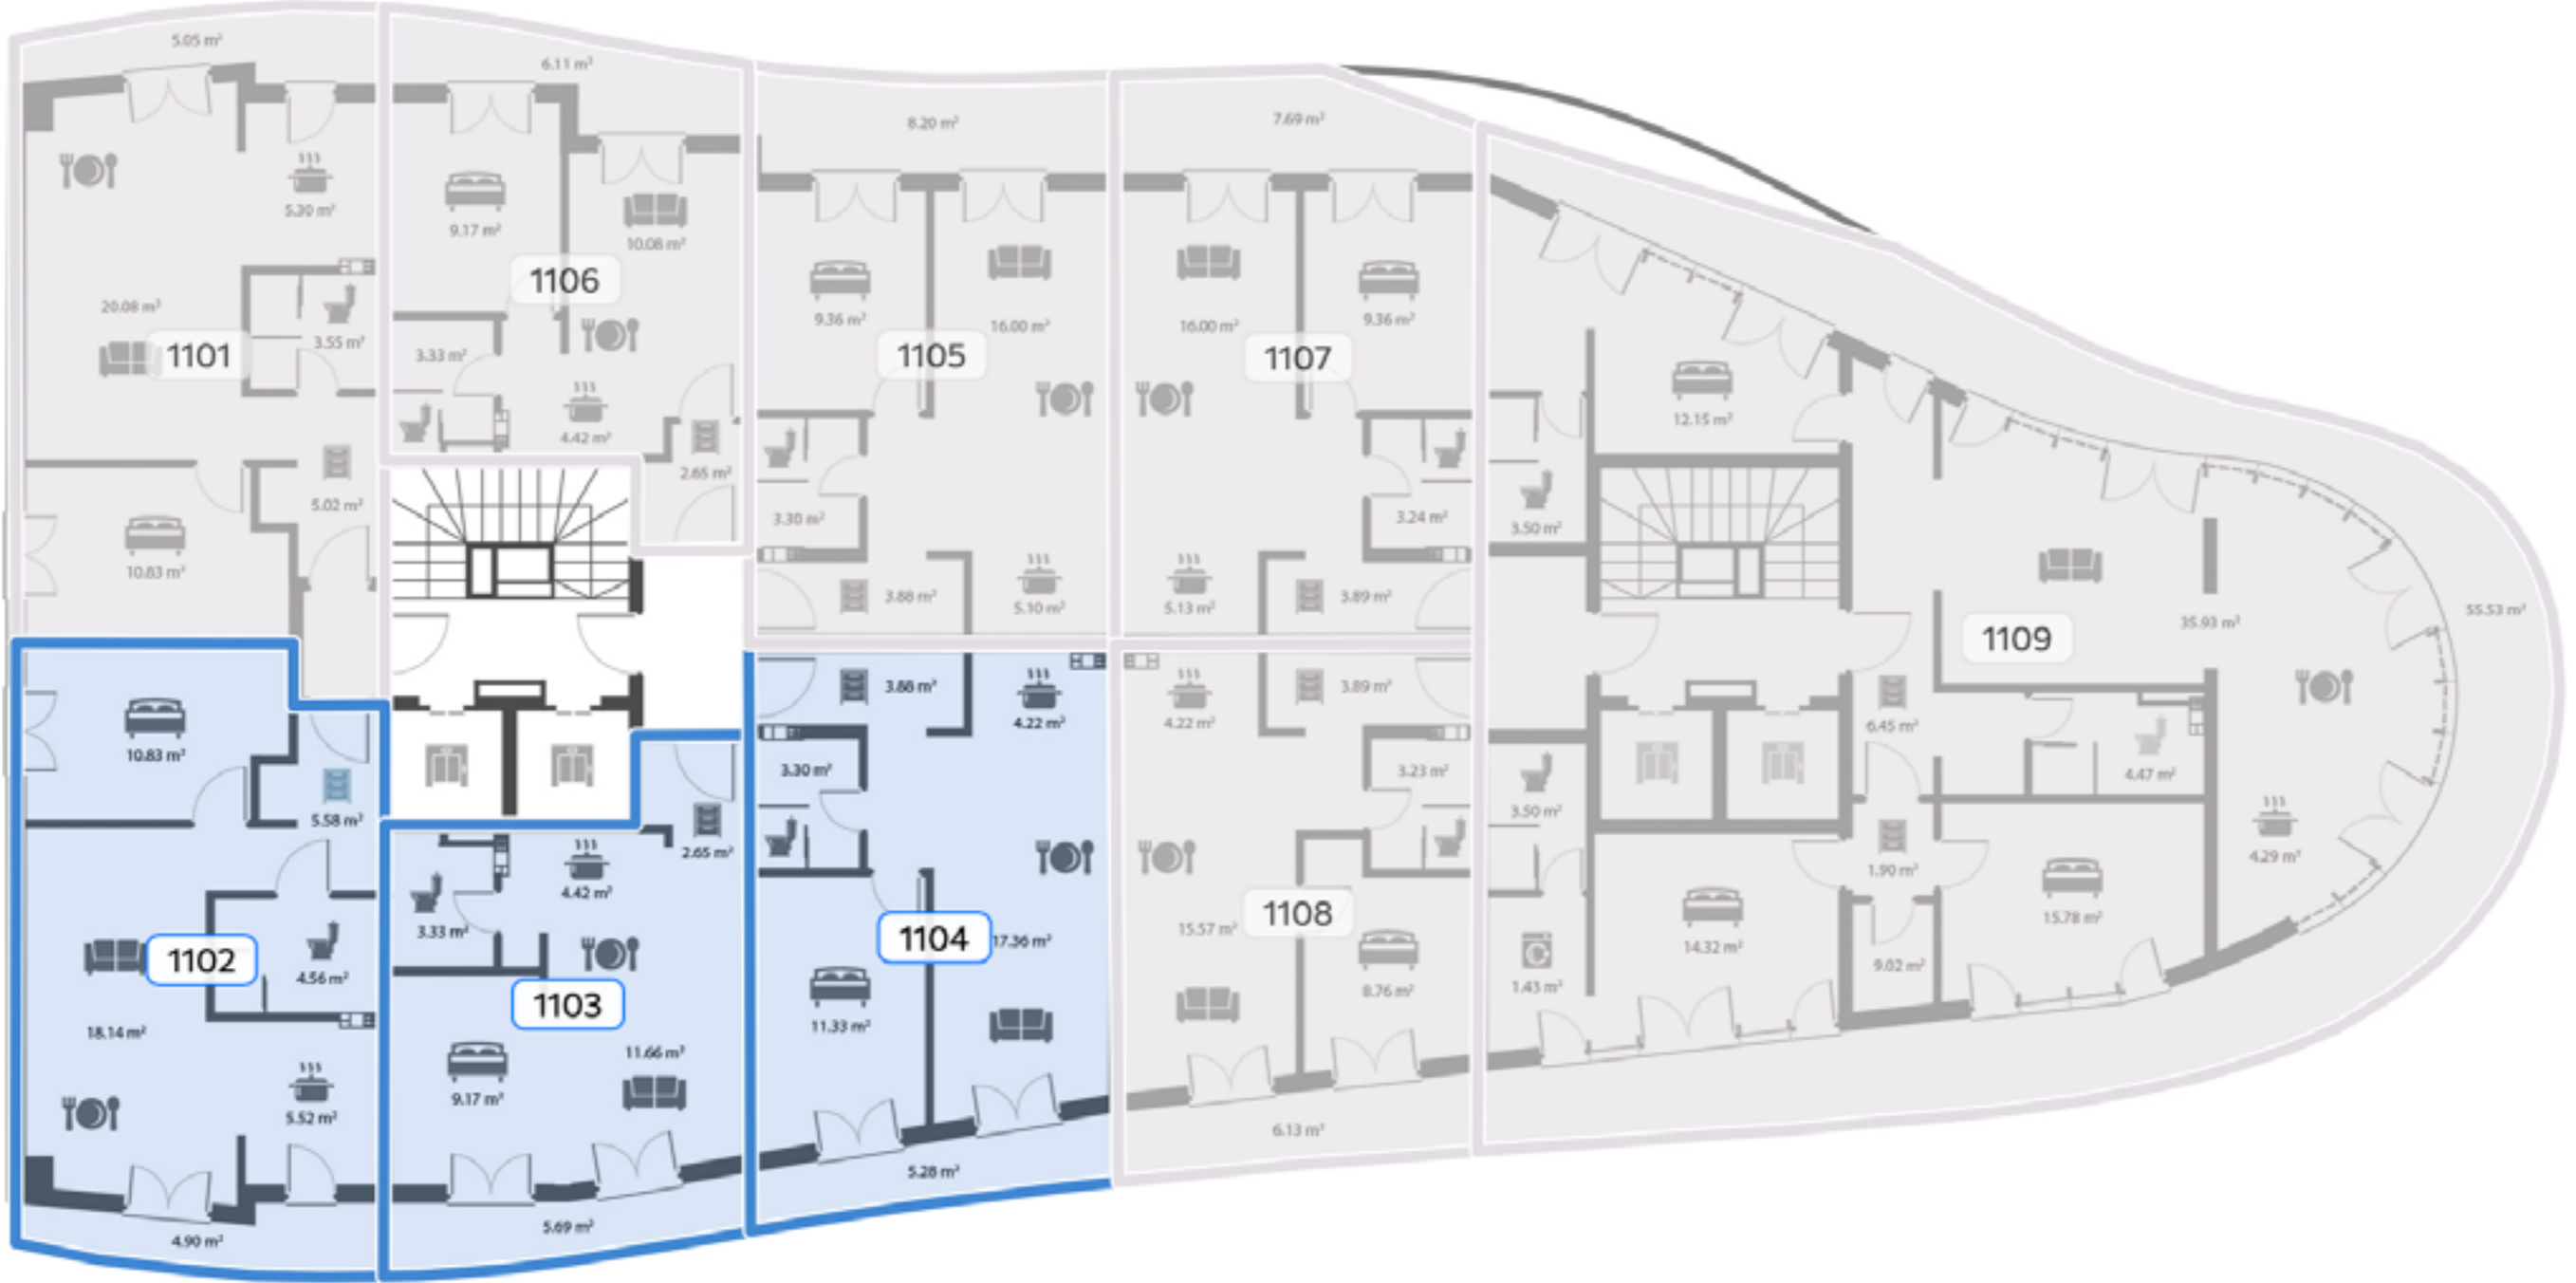 5.05 m²
5.30 m²
20.08 m²
3.55 m²
1101
5.02 m²
10.83 m²
6.11 m²
9.17 m²
10.08 m²
1106
3.33 m²
4.42 m²
2.65 m²
8.20 m²
9.36 m²
16.00 m²
1105
3.30 m²
3.88 m²
5.10 m²
7.69 m²
16.00 m²
9.36 m²
1107
3.24 m²
5.13 m²
3.89 m²
12.15 m²
3.50 m²
1109
35.93 m²
55.53 m²
6.45 m²
4.47 m²
3.50 m²
1.90 m²
4.29 m²
14.32 m²
15.78 m²
9.02 m²
1.43 m²
10.83 m²
5.58 m²
1102
4.56 m²
18.14 m²
5.52 m²
4.90 m²
2.65 m²
4.42 m²
3.33 m²
1103
11.66 m²
9.17 m²
5.69 m²
3.88 m²
4.22 m²
3.30 m²
1104
17.36 m²
11.33 m²
5.28 m²
4.22 m²
3.89 m²
3.23 m²
1108
15.57 m²
8.76 m²
6.13 m²